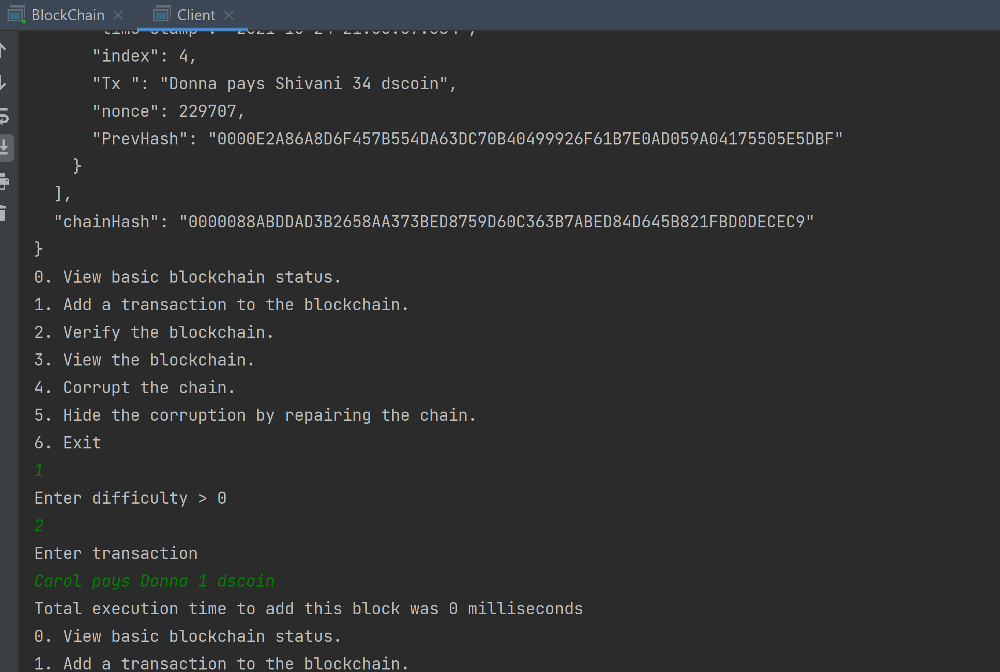 BlockChain Client
"index": 4,
"Tx ": "Donna pays Shivani 34 dscoin",
"nonce": 229707,
"PrevHash": "0000E2A86A8D6F457B554DA63DC70B40499926F61B7E0AD059A04175505E5DBF"
}
],
"chainHash": "0000088ABDDAD3B2658AA373BED8759D60C363B7ABED84D645B821FBD0DECEC9"
}
0. View basic blockchain status.
1. Add a transaction to the blockchain.
2. Verify the blockchain.
3. View the blockchain.
4. Corrupt the chain.
5. Hide the corruption by repairing the chain.
6. Exit
1
Enter difficulty > 0
2
Enter transaction
Carol pays Donna 1 dscoin
Total execution time to add this block was 0 milliseconds
0. View basic blockchain status.
1. Add a transaction to the blockchain.